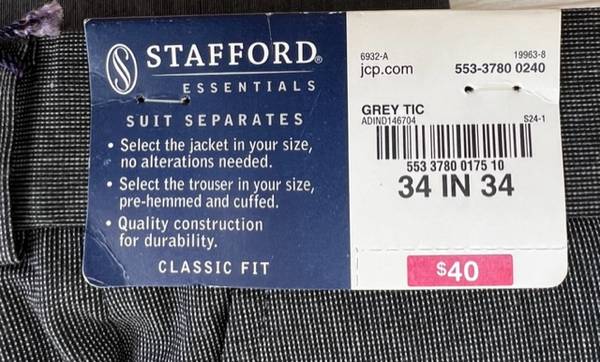 STAFFORD®
ESSENTIALS
SUIT SEPARATES
• Select the jacket in your size,
no alterations needed.
• Select the trouser in your size,
pre-hemmed and cuffed.
• Quality construction
for durability.
CLASSIC FIT
6932-A 19963-8
jcp.com 553-3780 0240
GREY TIC
ADIND146704 S24-1
553 3780 0175 10
34 IN 34
$40